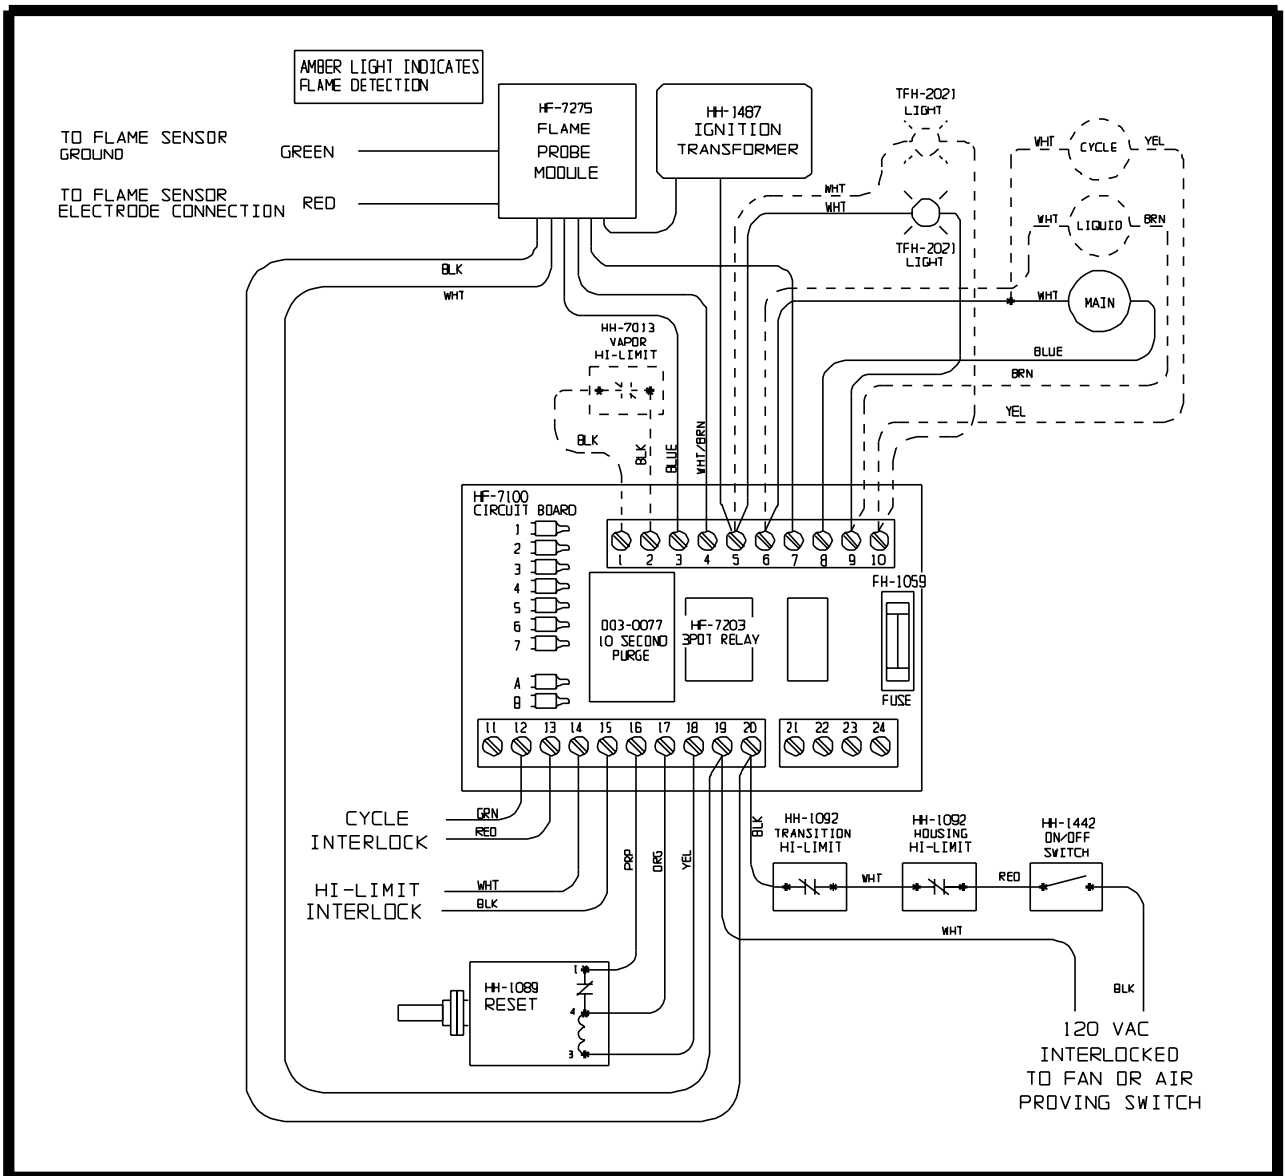 AMBER LIGHT INDICATES
FLAME DETECTION
HF-7275
FLAME
PROBE
MODULE
HH-1487
IGNITION
TRANSFORMER
TFH-2021
LIGHT
TO FLAME SENSOR
GROUND
GREEN
TO FLAME SENSOR
ELECTRODE CONNECTION
RED
WHT
CYCLE
YEL
WHT
WHT
WHT
LIQUID
BRN
TFH-2021
LIGHT
BLK
WHT
WHT
MAIN
HH-7013
VAPOR
HI-LIMIT
BLUE
BRN
YEL
BLK
BLK
BLUE
WHT/BRN
HF-7100
CIRCUIT BOARD
1
2
3
4
5
6
7
A
B
1 2 3 4 5 6 7 8 9 10
FH-1059
FUSE
003-0077
10 SECOND
PURGE
HF-7203
3PDT RELAY
11 12 13 14 15 16 17 18 19 20
21 22 23 24
CYCLE
INTERLOCK
GRN
RED
HI-LIMIT
INTERLOCK
WHT
BLK
PRP
ORG
YEL
BLK
HH-1092
TRANSITION
HI-LIMIT
HH-1092
HOUSING
HI-LIMIT
HH-1442
ON/OFF
SWITCH
WHT
RED
WHT
BLK
HH-1089
RESET
1
4
3
120 VAC
INTERLOCKED
TO FAN OR AIR
PROVING SWITCH